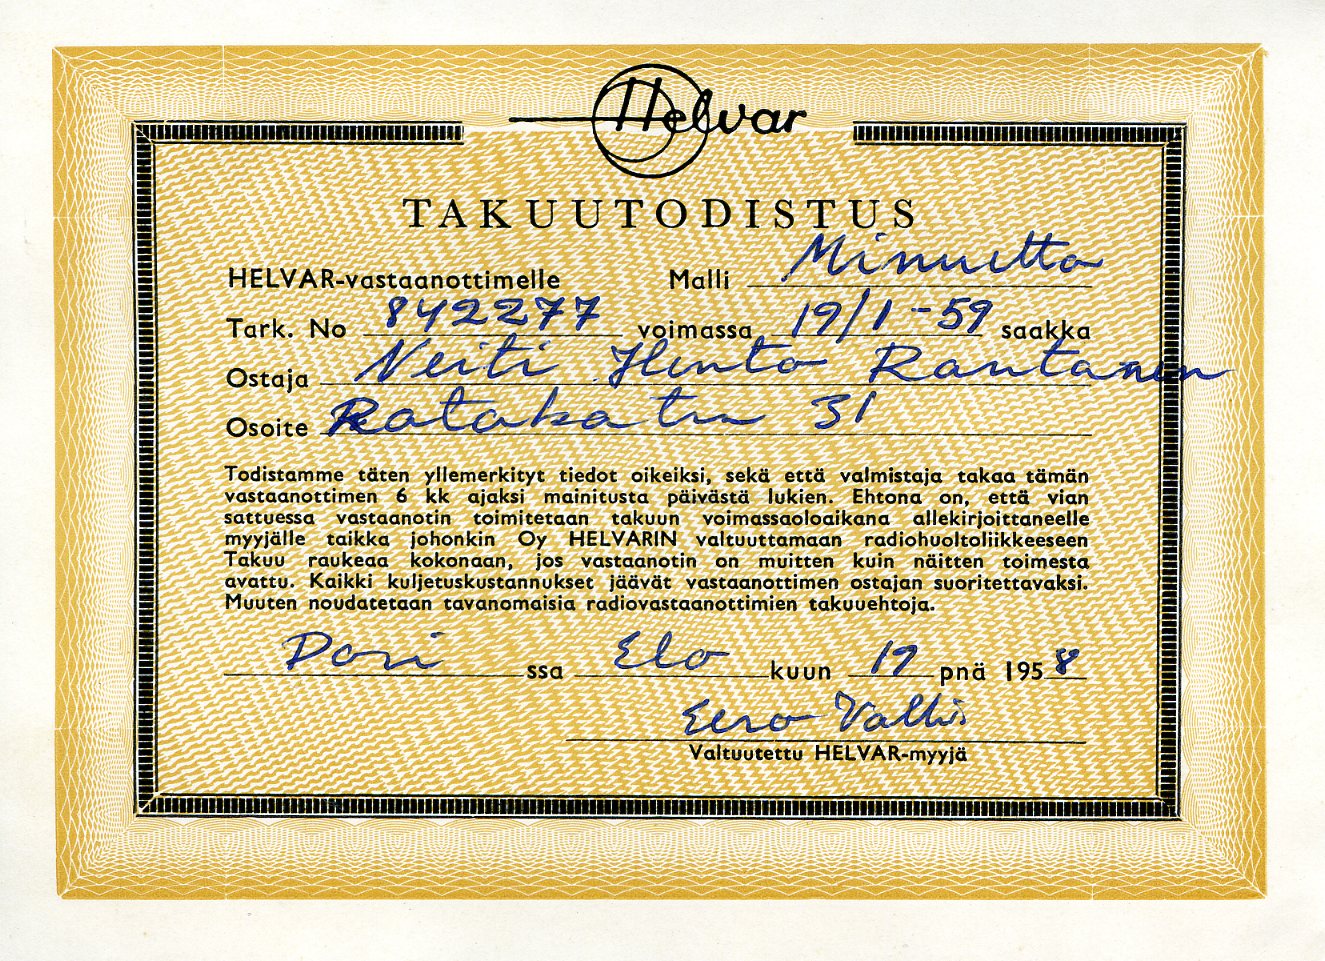 Helvar
TAKUUTODISTUS
HELVAR-vastaanottimelle Malli Minuetto
Tark. No 842277 voimassa 19/1-59 saakka
Ostaja Neiti Rautanen
Osoite Ratakatu 31
Todistamme täten yllemerkityt tiedot oikeiksi, sekä että valmistaja takaa tämän
vastaanottimen 6 kk ajaksi mainitusta päivästä lukien. Ehtona on, että vian
sattuessa vastaanotin toimitetaan takuun voimassaoloaikana allekirjoittaneelle
myyjälle taikka johonkin Oy HELVARIN valtuuttamaan radiohuoltoliikkeeseen
Takuu raukeaa kokonaan, jos vastaanotin on muitten kuin näitten toimesta
avattu. Kaikki kuljetuskustannukset jäävät vastaanottimen ostajan suoritettavaksi.
Muuten noudatetaan tavanomaisia radiovastaanottimien takuuehtoja.
Pori ssa Elo kuun 19 pnä 1958
Eero
Valtuutettu HELVAR-myyjä